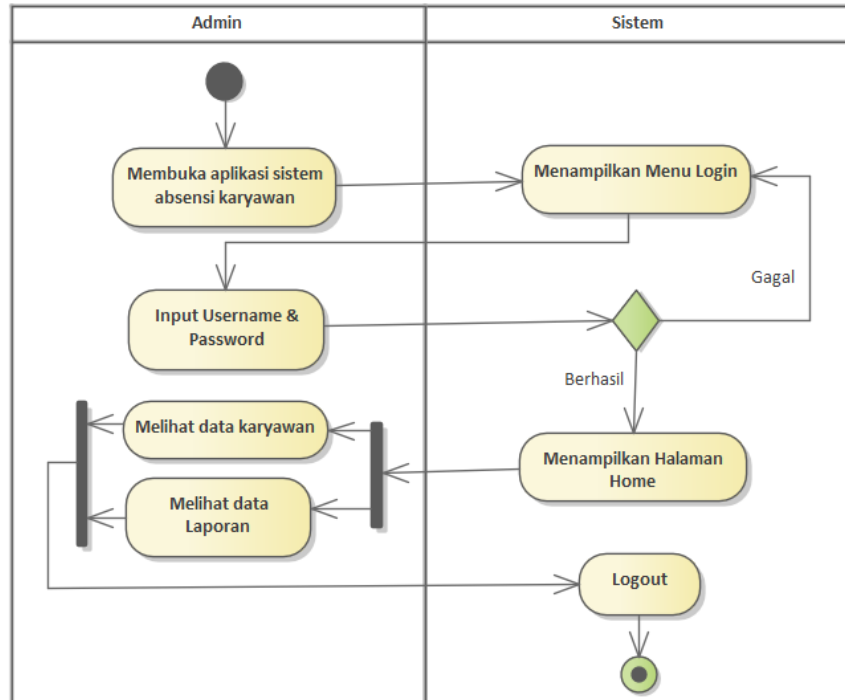 Admin
Sistem
Membuka aplikasi sistem
absensi karyawan
Menampilkan Menu Login
Gagal
Input Username &
Password
Berhasil
Melihat data karyawan
Menampilkan Halaman
Home
Melihat data
Laporan
Logout